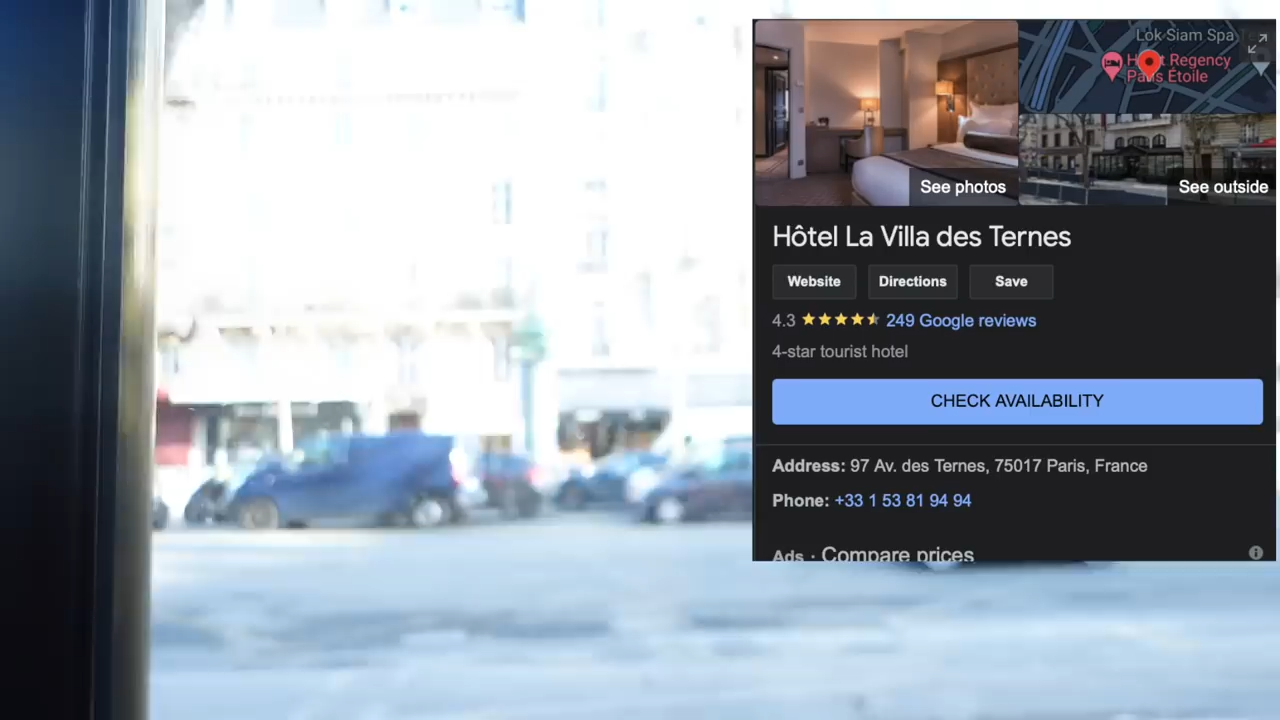 Lok Siam Spa
Regency
Paris Étoile
See photos
See outside
Hôtel La Villa des Ternes
Website
Directions
Save
4.3
249 Google reviews
4-star tourist hotel
CHECK AVAILABILITY
Address: 97 Av. des Ternes, 75017 Paris, France
Phone: +33 1 53 81 94 94
Ads · Compare prices